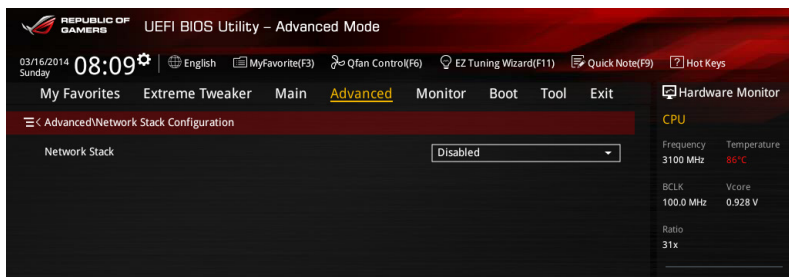 REPUBLIC OF
GAMERS
UEFI BIOS Utility – Advanced Mode
03/16/2014
Sunday
08:09
English
MyFavorite(F3)
Qfan Control(F6)
EZ Tuning Wizard(F11)
Quick Note(F9)
? Hot Keys
My Favorites
Extreme Tweaker
Main
Advanced
Monitor
Boot
Tool
Exit
Hardware Monitor
< Advanced\Network Stack Configuration
CPU
Network Stack
Disabled
Frequency Temperature
3100 MHz 86°C
BCLK Vcore
100.0 MHz 0.928 V
Ratio
31x